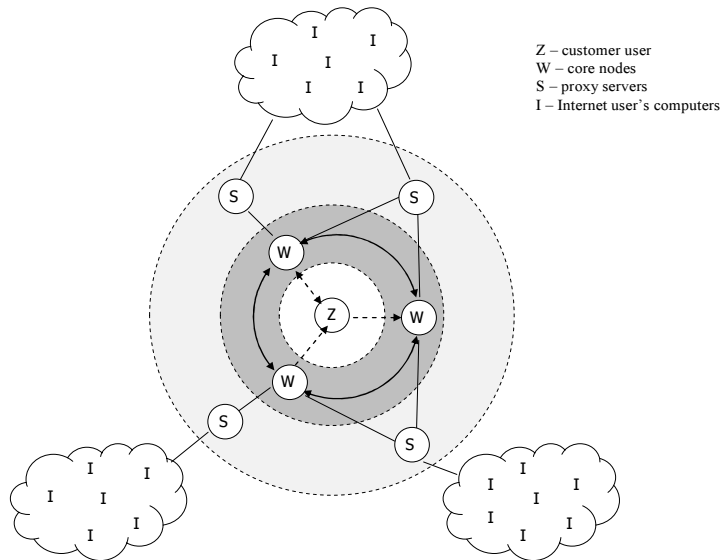 I
I
I
I
I
I
Z – customer user
W – core nodes
S – proxy servers
I – Internet user's computers
S
S
W
Z
W
W
S
S
I
I
I
I
I
I
I
I
I
I
I
I
I